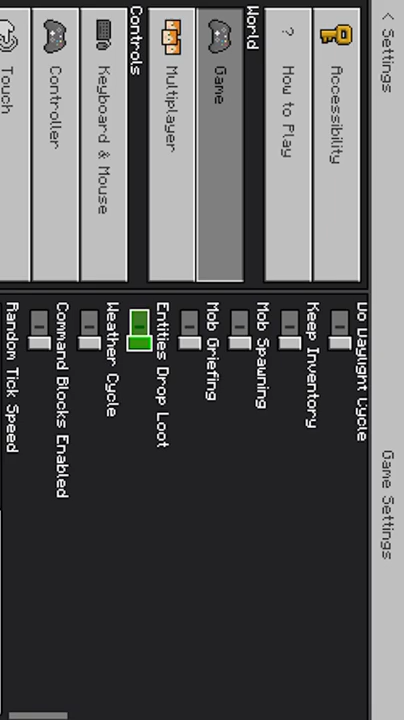 < Settings
Game Settings
Accessibility
? How to Play
World
Game
Multiplayer
Controls
Keyboard & Mouse
Controller
Touch
Do Daylight Cycle
Keep Inventory
Mob Spawning
Mob Griefing
Entities Drop Loot
Weather Cycle
Command Blocks Enabled
Random Tick Speed